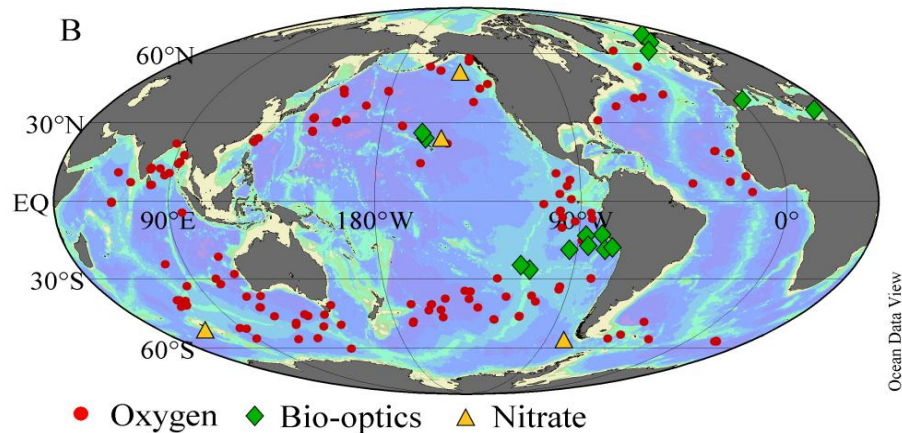 B
60°N
30°N
EQ
90°E
180°W
90°W
0°
30°S
60°S
Ocean Data View
Oxygen Bio-optics Nitrate